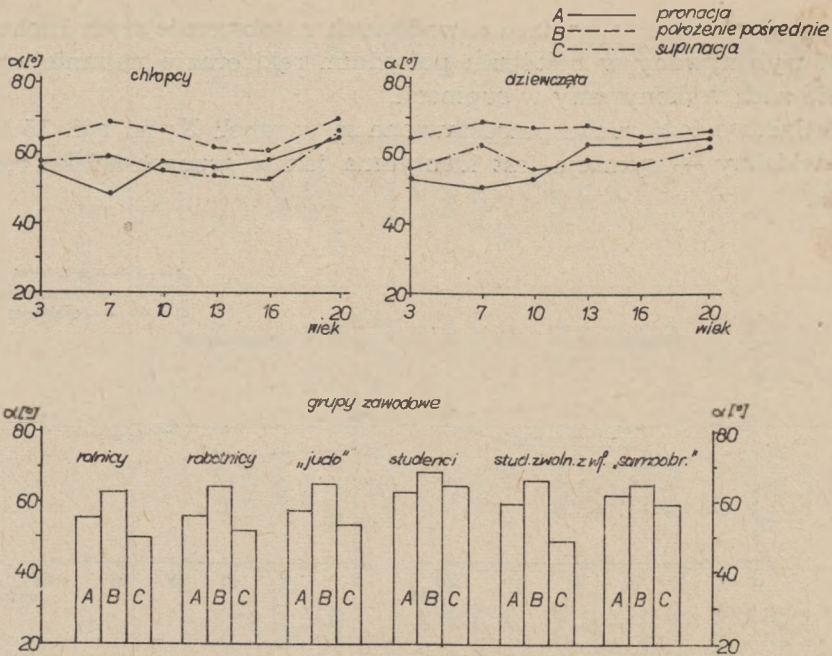 A pronacja
B położenie pośrednie
C supinacja
α[°] chłopcy
80
60
40
20
3 7 10 13 16 20
wiek
α[°] dziewczęta
80
60
40
20
3 7 10 13 16 20
wiek
grupy zawodowe
α[°] α[°]
80 80
rolnicy robotnicy „judo” studenci stud. zwoln. z wf. „samoobr.”
60 60
40 40
A B C A B C A B C A B C A B C A B C
20 20